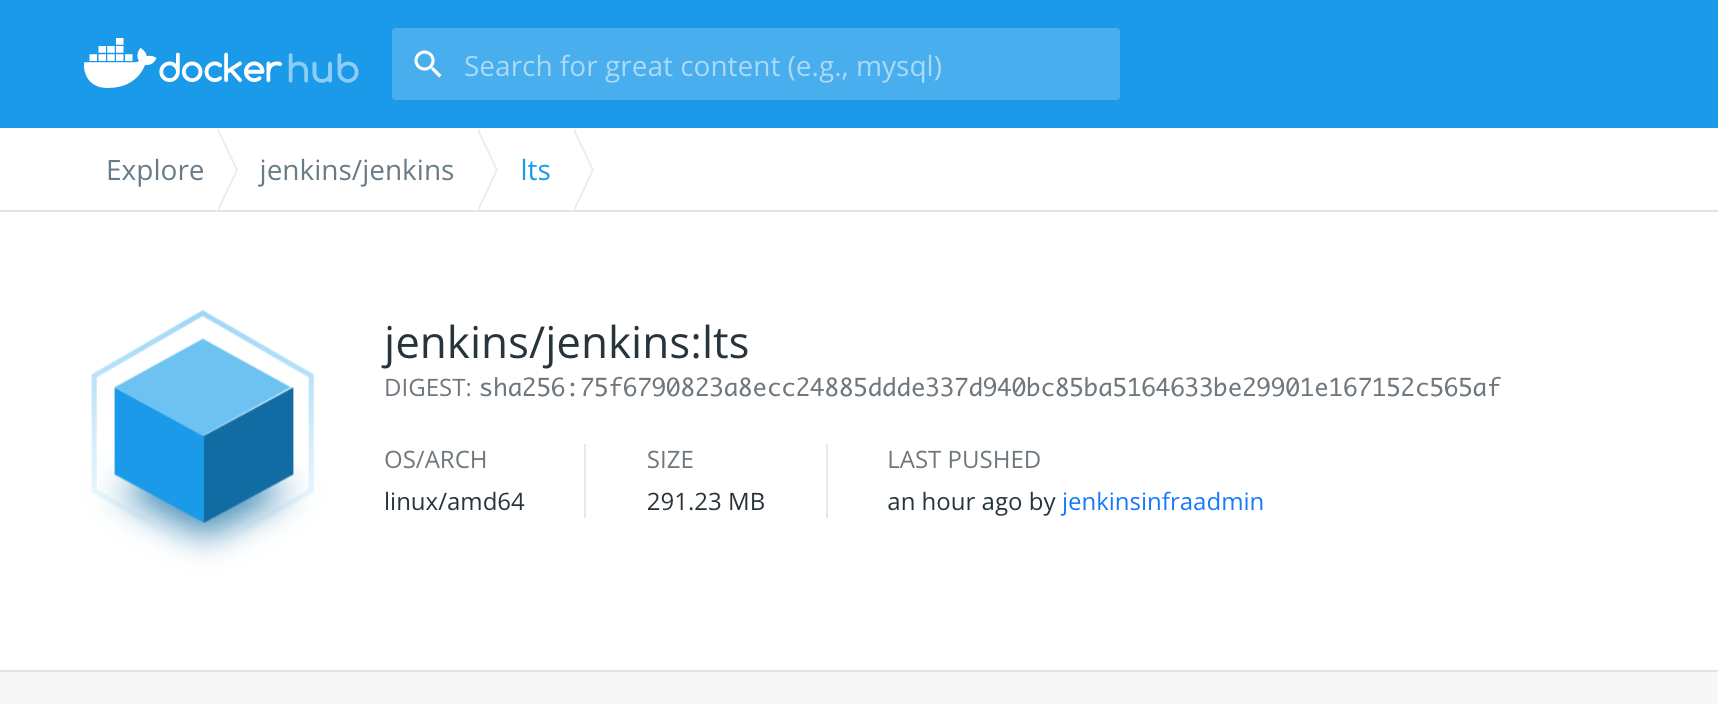 docker hub
Search for great content (e.g., mysql)
Explore
jenkins/jenkins
lts
jenkins/jenkins:lts
DIGEST: sha256:75f6790823a8ecc24885ddde337d940bc85ba5164633be29901e167152c565af
OS/ARCH
linux/amd64
SIZE
291.23 MB
LAST PUSHED
an hour ago by jenkinsinfraadmin